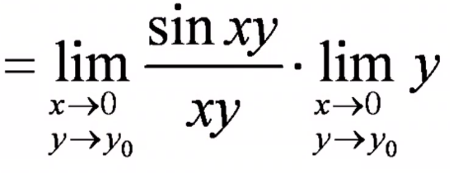 = lim sin xy / xy · lim y
x→0 x→0
y→y₀ y→y₀